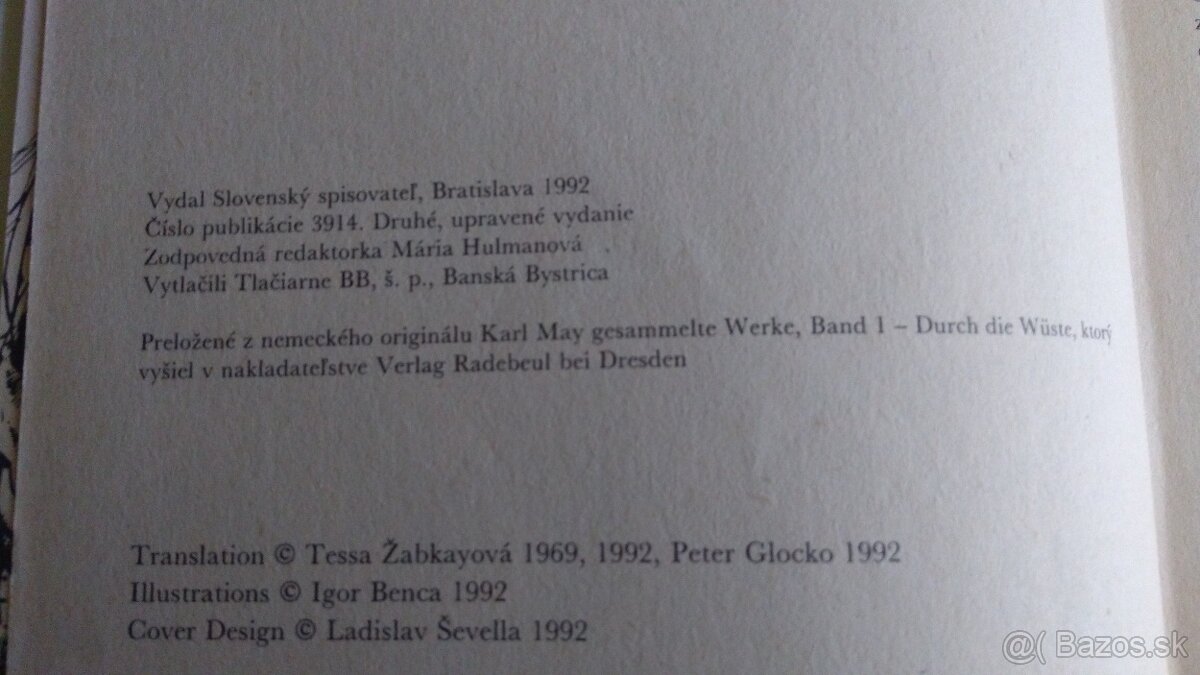 Vydal Slovenský spisovateľ, Bratislava 1992
Číslo publikácie 3914. Druhé, upravené vydanie
Zodpovedná redaktorka Mária Hulmanová
Vytlačili Tlačiarne BB, š. p., Banská Bystrica
Preložené z nemeckého originálu Karl May gesammelte Werke, Band 1 – Durch die Wüste, ktorý
vyšiel v nakladateľstve Verlag Radebeul bei Dresden
Translation © Tessa Žabkayová 1969, 1992, Peter Glocko 1992
Illustrations © Igor Benca 1992
Cover Design © Ladislav Ševella 1992
@( Bazos.sk